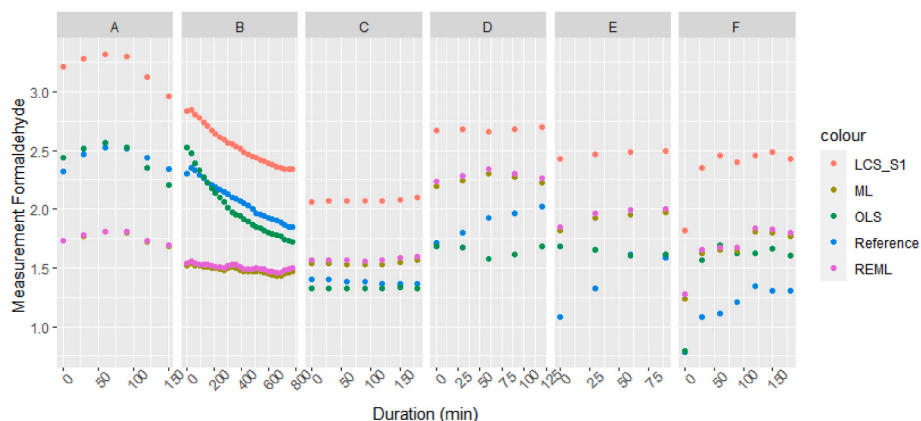 A B C D E F
Measurement Formaldehyde
3.0
2.5
2.0
1.5
1.0
0 50 100 150 0 200 400 600 800 0 50 100 150 0 25 50 75 100 125 0 25 50 75 0 50 100 150
Duration (min)
colour
LCS_S1
ML
OLS
Reference
REML